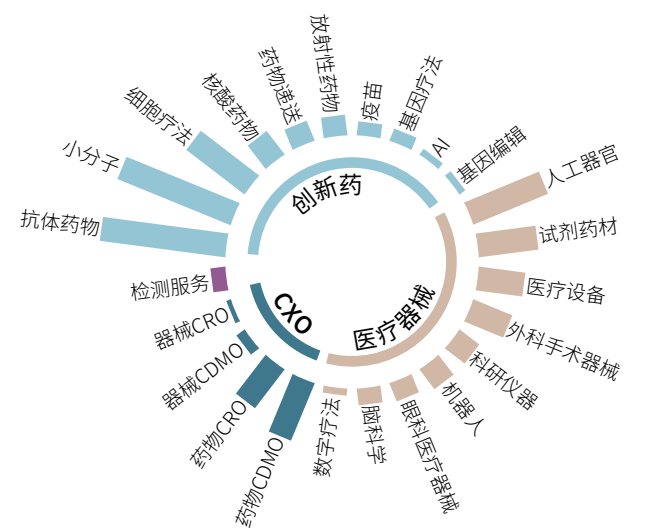 抗体药物
小分子
细胞疗法
核酸药物
药物递送
放射性药物
疫苗
基因疗法
AI
基因编辑
人工器官
试剂药材
医疗设备
外科手术器械
科研仪器
机器人
眼科医疗器械
脑科学
数字疗法
药物CDMO
药物CRO
器械CDMO
器械CRO
检测服务
创新药
医疗器械
CXO